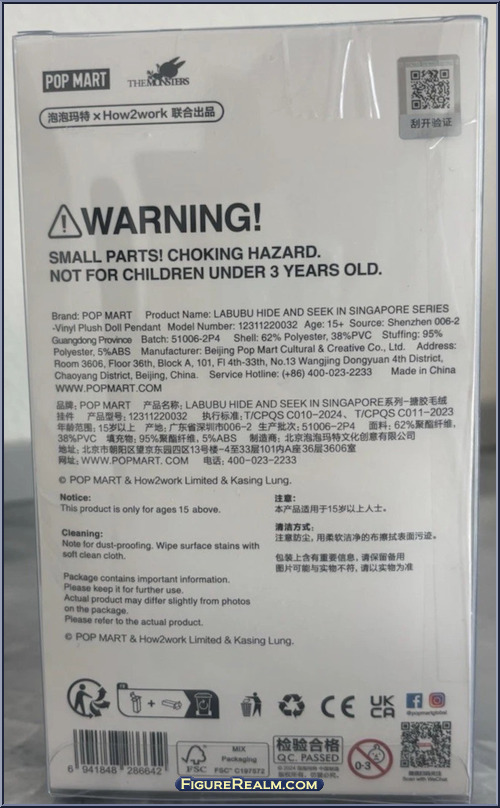 POP MART
THE MONSTERS
泡泡玛特 x How2work 联合出品
刮开验证
WARNING!
SMALL PARTS! CHOKING HAZARD.
NOT FOR CHILDREN UNDER 3 YEARS OLD.
Brand: POP MART Product Name: LABUBU HIDE AND SEEK IN SINGAPORE SERIES
-Vinyl Plush Doll Pendant Model Number: 12311220032 Age: 15+ Source: Shenzhen 006-2
Guangdong Province Batch: 51006-2P4 Shell: 62% Polyester, 38%PVC Stuffing: 95%
Polyester, 5%ABS Manufacturer: Beijing Pop Mart Cultural & Creative Co., Ltd. Address:
Room 3606, Floor 36th, Block A, 101, Fl 4th-33th, No.13 Wangjing Dongyuan 4th District,
Chaoyang District, Beijing, China. Service Hotline: (+86) 400-023-2233 Made in China
WWW.POPMART.COM
品牌: POP MART 产品名称: LABUBU HIDE AND SEEK IN SINGAPORE系列-搪胶毛绒
挂件 产品型号: 12311220032 执行标准: T/CPQS C010-2024、T/CPQS C011-2023
年龄范围: 15岁以上 产地: 广东省深圳市006-2 生产批次: 51006-2P4 面料: 62%聚酯纤维,
38%PVC 填充物: 95%聚酯纤维, 5%ABS 制造商: 北京泡泡玛特文化创意有限公司
地址: 北京市朝阳区望京东园四区13号楼-4至33层101内A座36层3606室
网址: WWW.POPMART.COM 电话: 400-023-2233
© POP MART & How2work Limited & Kasing Lung.
Notice:
This product is only for ages 15 above.
注意:
本产品适用于15岁以上人士。
Cleaning:
Note for dust-proofing. Wipe surface stains with
soft clean cloth.
清洁方式:
注意防尘, 用柔软洁净的布擦拭表面污迹。
包装上含有重要信息, 请保留备用
图片可能与实物不符, 请以实物为准
Package contains important information.
Please keep it for further use.
Actual product may differ slightly from photos
on the package.
Please refer to the actual product.
© POP MART & How2work Limited & Kasing Lung.
CE
UK
CA
@popmartglobal
6 941848 288642
FSC
MIX
Packaging
FSC® C197572
检验合格
Q.C. PASSED
0-3
Scan with WeChat
FigureRealm.com